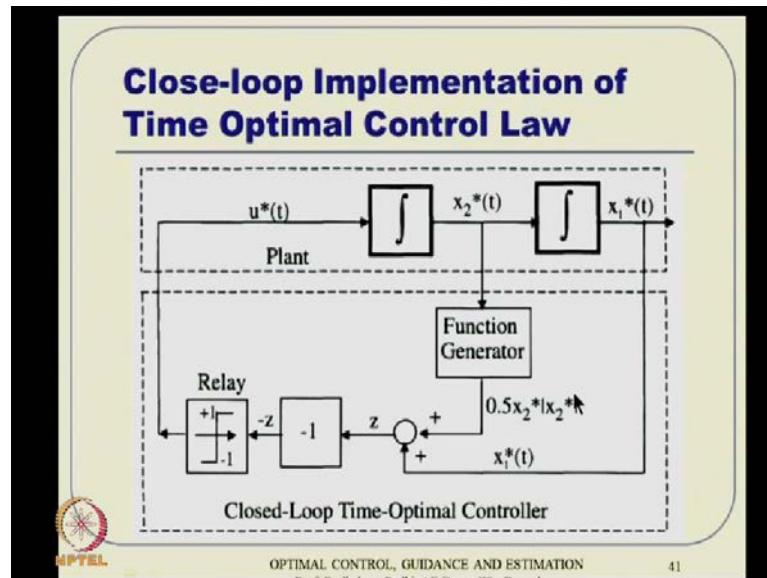 Close-loop Implementation of
Time Optimal Control Law
u*(t)
x2*(t)
x1*(t)
Plant
Function
Generator
Relay
+1
-1
-z
-1
z
+
+
0.5x2*|x2*
x1*(t)
Closed-Loop Time-Optimal Controller
NPTEL
OPTIMAL CONTROL, GUIDANCE AND ESTIMATION
41